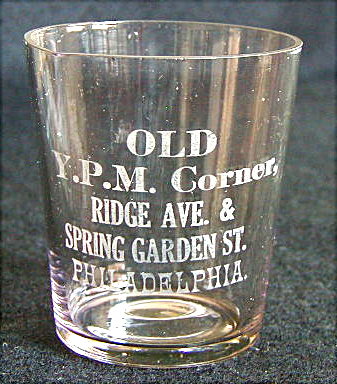 OLD
Y.P.M. Corner,
RIDGE AVE. &
SPRING GARDEN ST.
PHILADELPHIA.